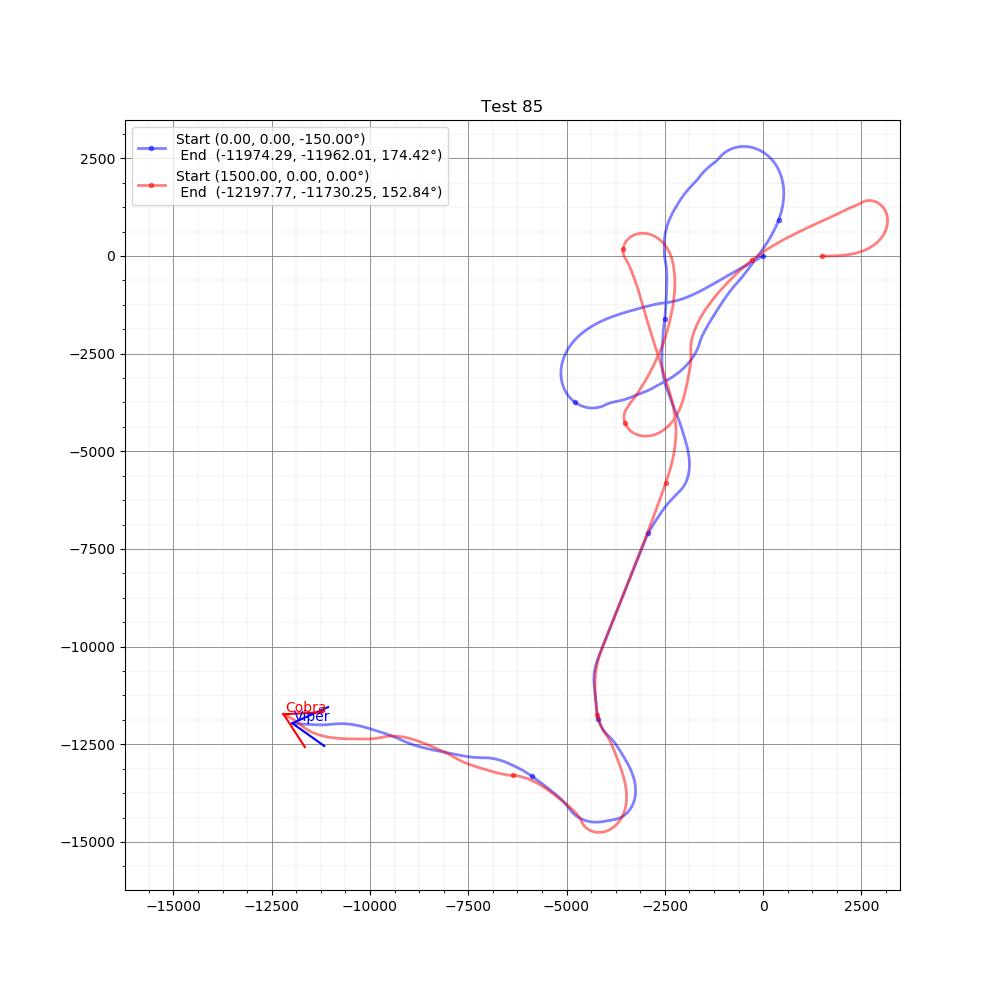 Test 85
Start (0.00, 0.00, -150.00°)
End (-11974.29, -11962.01, 174.42°)
Start (1500.00, 0.00, 0.00°)
End (-12197.77, -11730.25, 152.84°)
2500
0
−2500
−5000
−7500
−10000
−12500
−15000
Cobra
Viper
−15000 −12500 −10000 −7500 −5000 −2500 0 2500